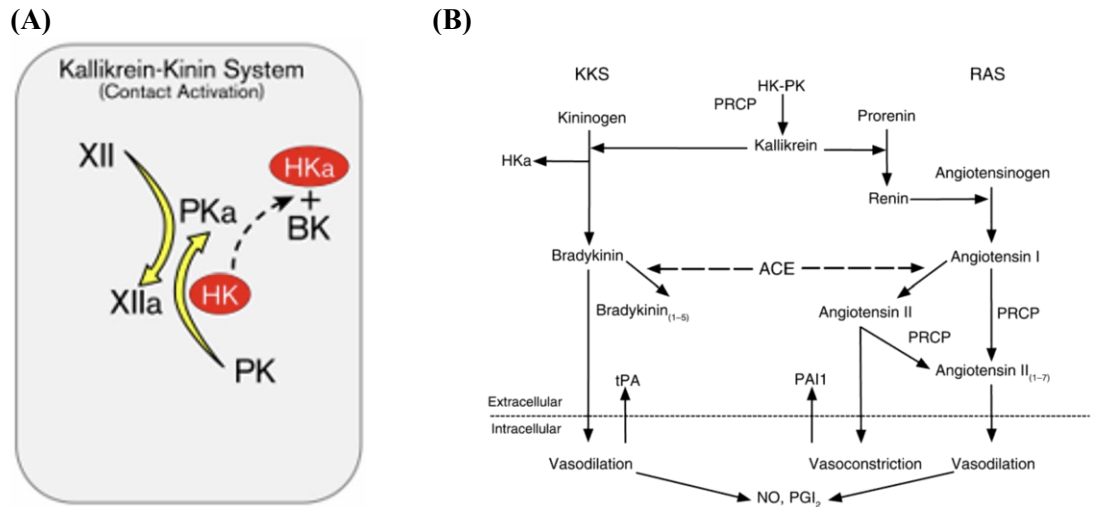 (A)
Kallikrein-Kinin System
(Contact Activation)
XII
HKa
+
BK
PKa
HK
XIIa
PK
(B)
KKS
HK-PK
RAS
PRCP
Kininogen
Prorenin
HKa
Kallikrein
Renin
Angiotensinogen
Bradykinin
ACE
Angiotensin I
Bradykinin(1–5)
Angiotensin II
PRCP
PRCP
Angiotensin II(1–7)
tPA
PAI1
Extracellular
Intracellular
Vasodilation
Vasoconstriction
Vasodilation
NO, PGI2